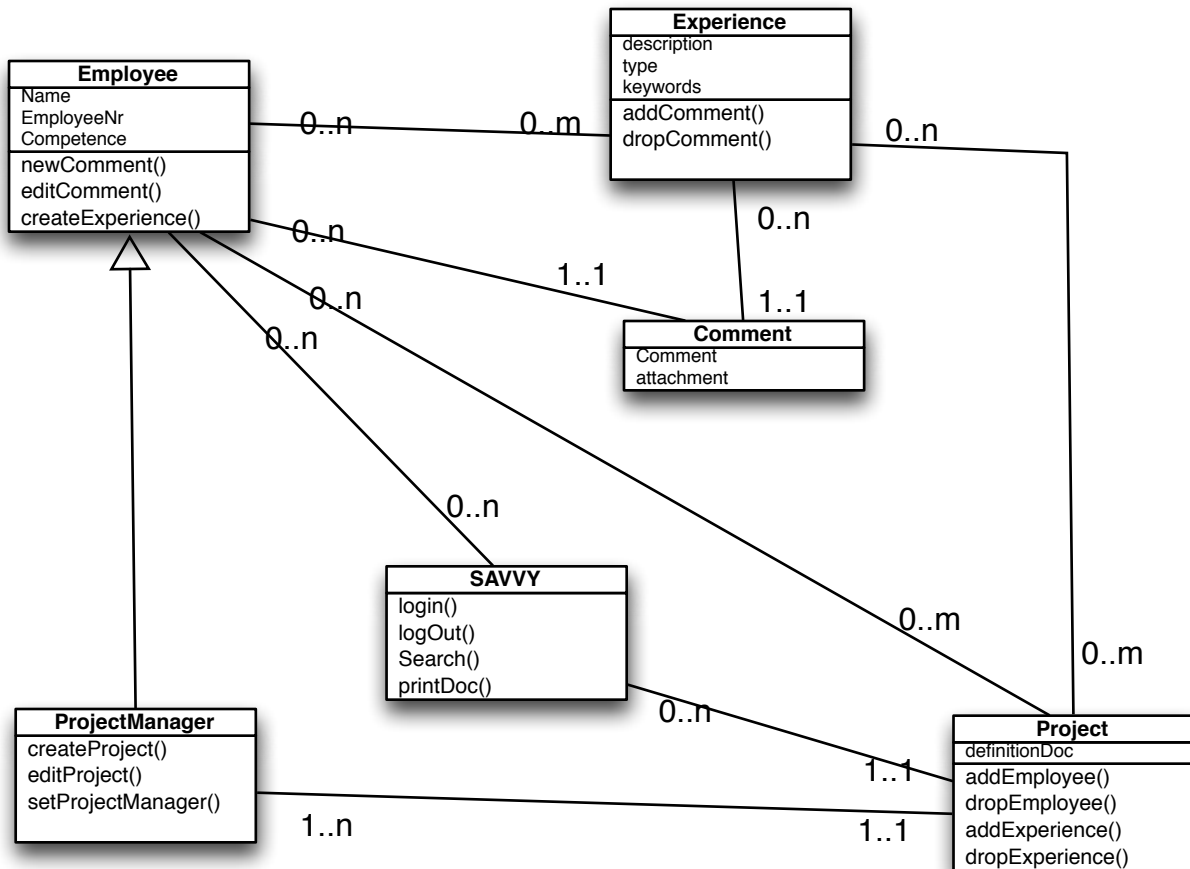 Experience
description
type
keywords
addComment()
dropComment()
Employee
Name
EmployeeNr
Competence
newComment()
editComment()
createExperience()
0..n
0..m
0..n
0..n
0..n
1..1
1..1
0..n
0..n
Comment
Comment
attachment
0..n
0..m
0..m
SAVVY
login()
logOut()
Search()
printDoc()
0..n
1..1
ProjectManager
createProject()
editProject()
setProjectManager()
1..n
1..1
Project
definitionDoc
addEmployee()
dropEmployee()
addExperience()
dropExperience()